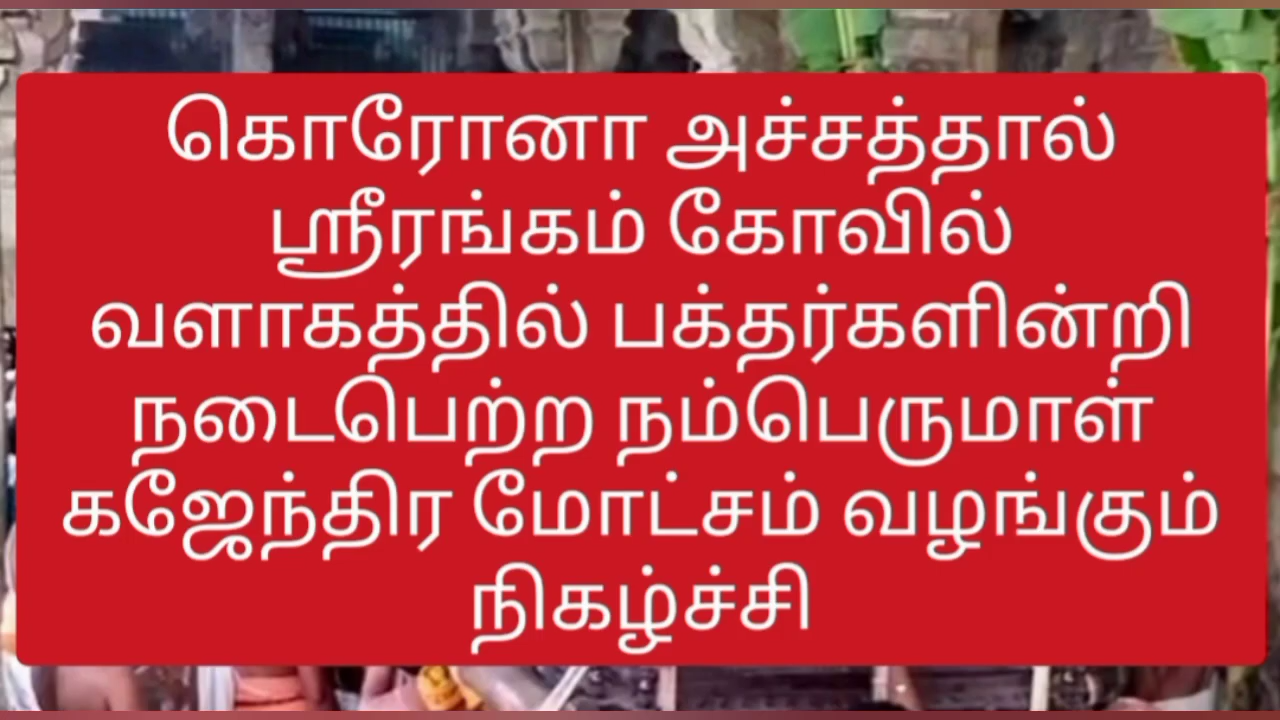 கொரோனா அச்சத்தால்
ஸ்ரீரங்கம் கோவில்
வளாகத்தில் பக்தர்களின்றி
நடைபெற்ற நம்பெருமாள்
கஜேந்திர மோட்சம் வழங்கும்
நிகழ்ச்சி